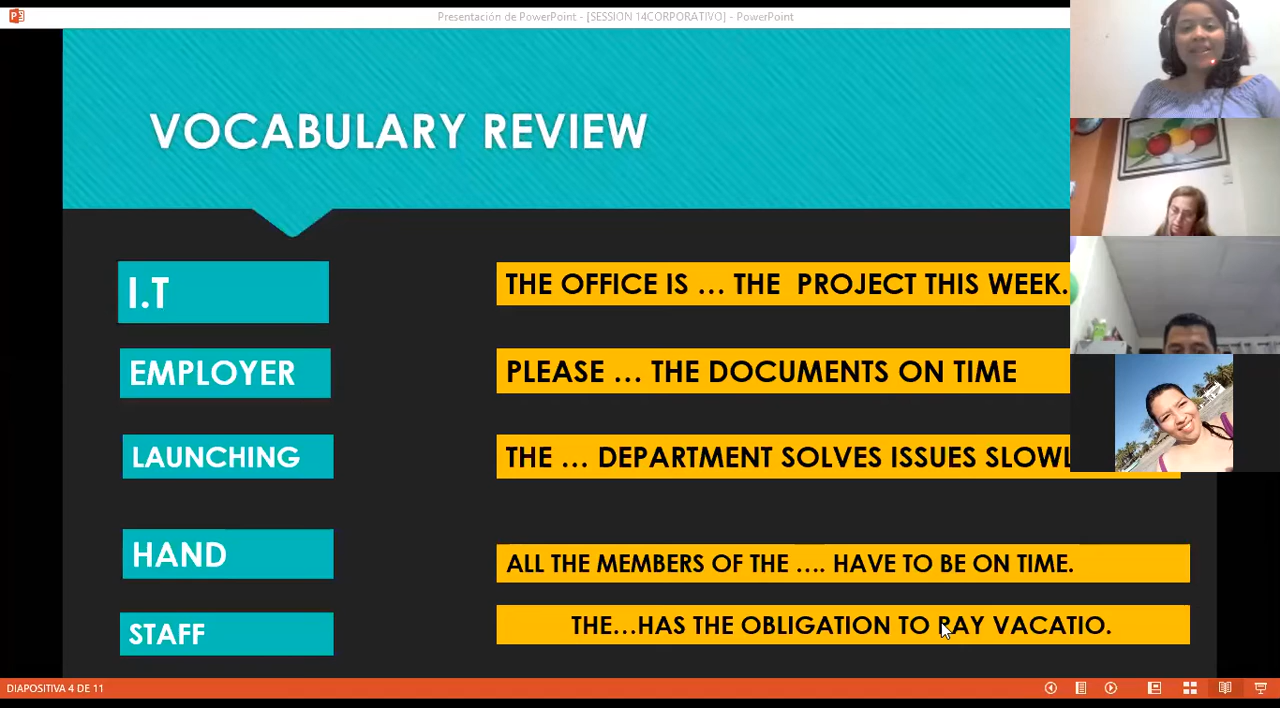 Presentación de PowerPoint - [SESSION 14CORPORATIVO] - PowerPoint
VOCABULARY REVIEW
I.T
THE OFFICE IS ... THE PROJECT THIS WEEK.
EMPLOYER
PLEASE ... THE DOCUMENTS ON TIME
LAUNCHING
THE ... DEPARTMENT SOLVES ISSUES
HAND
ALL THE MEMBERS OF THE .... HAVE TO BE ON TIME.
STAFF
THE...HAS THE OBLIGATION TO PAY VACATIO.
DIAPOSITIVA 4 DE 11